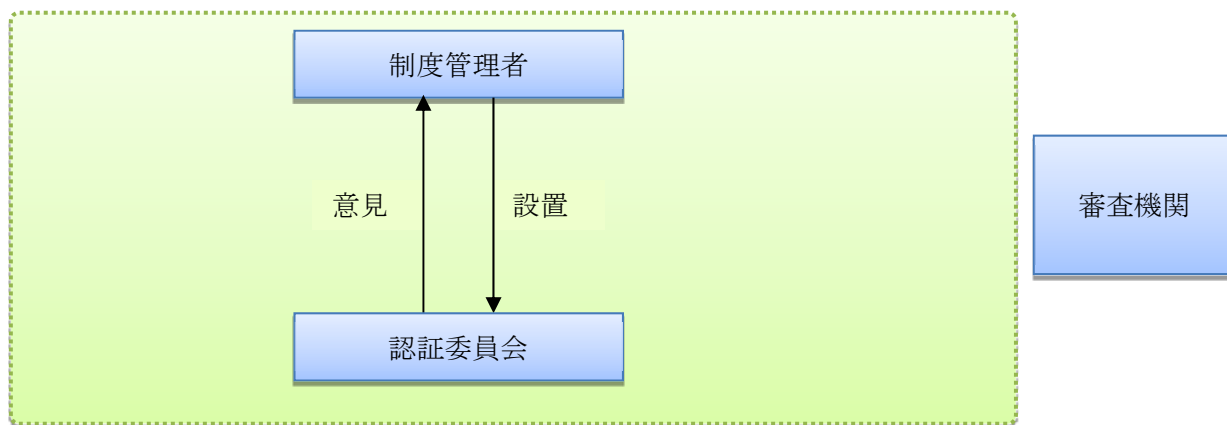 制度管理者
意見
設置
審査機関
認証委員会